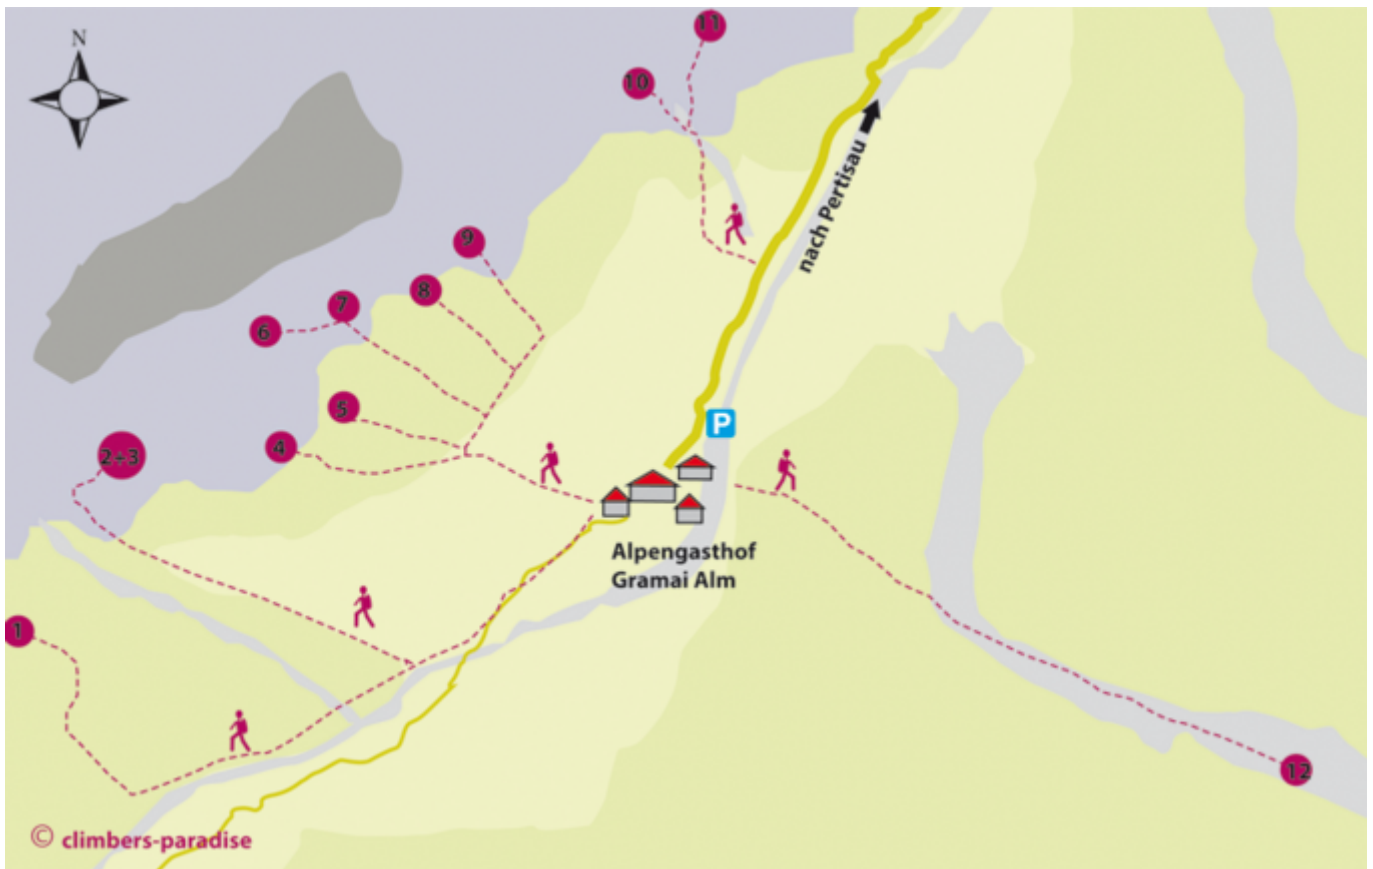 N
11
10
nach Pertisau
9
8
7
6
5
P
4
2+3
Alpengasthof
Gramai Alm
1
12
© climbers-paradise